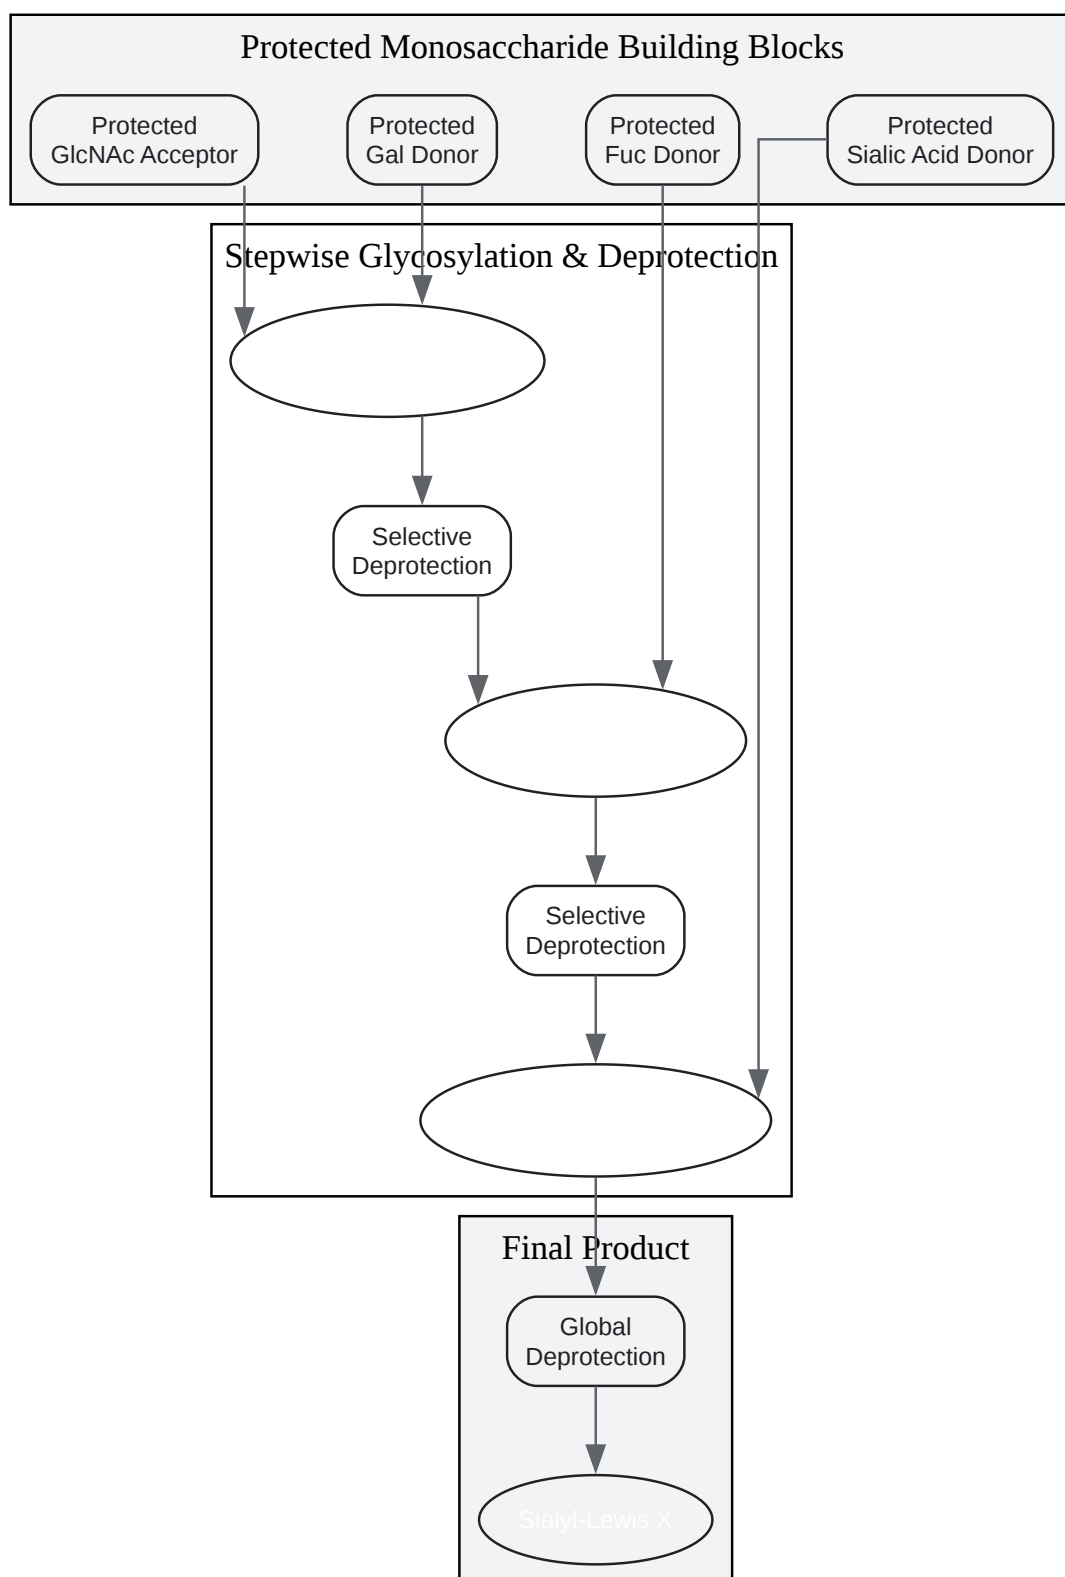 Protected Monosaccharide Building Blocks
Protected
GlcNAc Acceptor
Protected
Gal Donor
Protected
Fuc Donor
Protected
Sialic Acid Donor
Stepwise Glycosylation & Deprotection
Selective
Deprotection
Selective
Deprotection
Final Product
Global
Deprotection
Sialyl-Lewis X